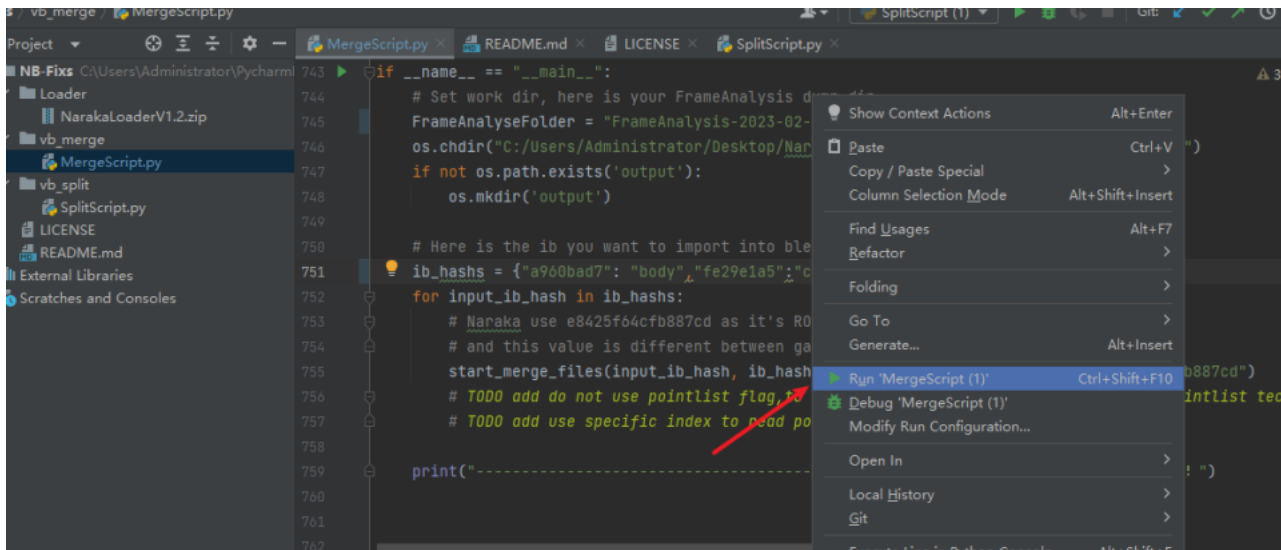 vb_merge / MergeScript.py
SplitScript (1)
Git:
Project
MergeScript.py
README.md
LICENSE
SplitScript.py
NB-Fixs C:\Users\Administrator\Pycharm
Loader
NarakaLoaderV1.2.zip
vb_merge
MergeScript.py
vb_split
SplitScript.py
LICENSE
README.md
External Libraries
Scratches and Consoles
743 if __name__ == "__main__":
3
744 # Set work dir, here is your FrameAnalysis dump dir
745 FrameAnalyseFolder = "FrameAnalysis-2023-02-
746 os.chdir("C:/Users/Administrator/Desktop/Nar
")
747 if not os.path.exists('output'):
748 os.mkdir('output')
749
750 # Here is the ib you want to import into ble
751 ib_hashs = {"a960bad7": "body","fe29e1a5":"c
752 for input_ib_hash in ib_hashs:
753 # Naraka use e8425f64cfb887cd as it's RO
754 # and this value is different between ga
755 start_merge_files(input_ib_hash, ib_hash
b887cd")
756 # TODO add do not use pointlist flag,to
intlist tec
757 # TODO add use specific index to read po
758
759 print("----------------------------------------
! ")
760
761
762
Show Context Actions Alt+Enter
Paste Ctrl+V
Copy / Paste Special
Column Selection Mode Alt+Shift+Insert
Find Usages Alt+F7
Refactor
Folding
Go To
Generate... Alt+Insert
Run 'MergeScript (1)' Ctrl+Shift+F10
Debug 'MergeScript (1)'
Modify Run Configuration...
Open In
Local History
Git